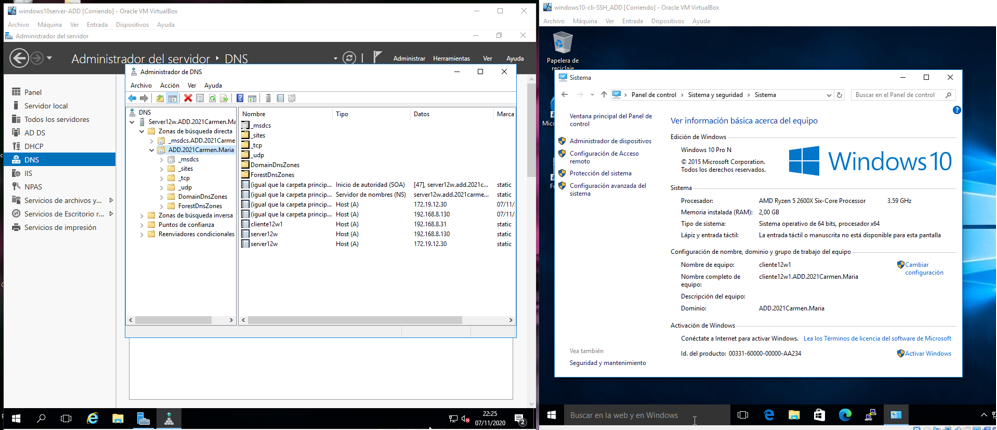 windows10server-ADD [Corriendo] - Oracle VM VirtualBox
Archivo Máquina Ver Entrada Dispositivos Ayuda
Administrador del servidor
Administrador del servidor • DNS
Administrar Herramientas Ver Ayuda
Panel
Servidor local
Todos los servidores
AD DS
DHCP
DNS
IIS
NPAS
Servicios de archivos y...
Servicios de Escritorio r...
Servicios de impresión
Administrador de DNS
Archivo Acción Ver Ayuda
DNS
Server12w.ADD.2021Carmen.Ma
Zonas de búsqueda directa
_msdcs.ADD.2021Carme
ADD.2021Carmen.Maria
_msdcs
_sites
_tcp
_udp
DomainDnsZones
ForestDnsZones
Zonas de búsqueda inversa
Puntos de confianza
Reenviadores condicionales
Nombre Tipo Datos Marca
_msdcs
_sites
_tcp
_udp
DomainDnsZones
ForestDnsZones
(igual que la carpeta princip... Inicio de autoridad (SOA) [47], server12w.add.2021c... static
(igual que la carpeta princip... Servidor de nombres (NS) server12w.add.2021carme... static
(igual que la carpeta princip... Host (A) 172.19.12.30 07/11/
(igual que la carpeta princip... Host (A) 192.168.8.130 07/11/
cliente12w1 Host (A) 192.168.8.31 static
server12w Host (A) 192.168.8.130 static
server12w Host (A) 172.19.12.30 static
22:25
07/11/2020
2
windows10-cli-SSH_ADD [Corriendo] - Oracle VM VirtualBox
Archivo Máquina Ver Entrada Dispositivos Ayuda
Papelera de
reciclaje
Sistema
Panel de control › Sistema y seguridad › Sistema
Buscar en el Panel de control
Ventana principal del Panel de
control
Administrador de dispositivos
Configuración de Acceso
remoto
Protección del sistema
Configuración avanzada del
sistema
Vea también
Seguridad y mantenimiento
Ver información básica acerca del equipo
Edición de Windows
Windows 10 Pro N
© 2015 Microsoft Corporation.
Todos los derechos reservados.
Windows 10
Sistema
Procesador: AMD Ryzen 5 2600X Six-Core Processor 3.59 GHz
Memoria instalada (RAM): 2,00 GB
Tipo de sistema: Sistema operativo de 64 bits, procesador x64
Lápiz y entrada táctil: La entrada táctil o manuscrita no está disponible para esta pantalla
Configuración de nombre, dominio y grupo de trabajo del equipo
Nombre de equipo: cliente12w1
Cambiar
configuración
Nombre completo de
equipo:
cliente12w1.ADD.2021Carmen.Maria
Descripción del equipo:
Dominio: ADD.2021Carmen.Maria
Activación de Windows
Conéctate a Internet para activar Windows. Lea los Términos de licencia del software de Microsoft
Id. del producto: 00331-60000-00000-AA234
Activar Windows
Buscar en la web y en Windows